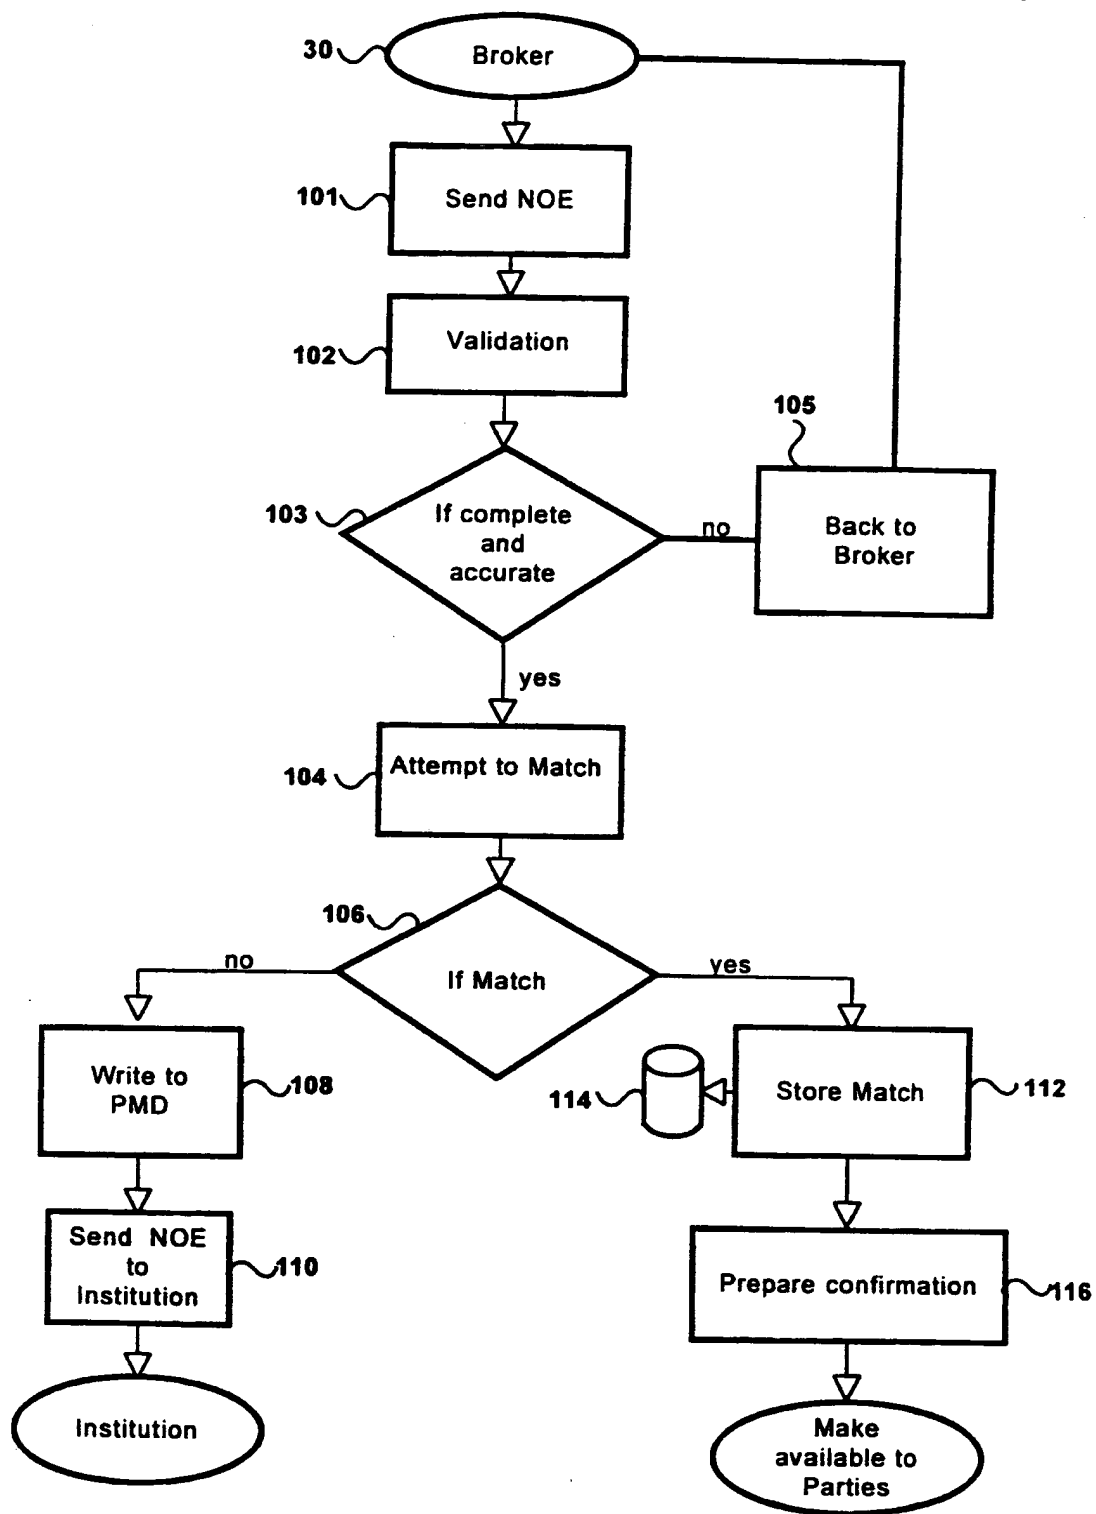 30
Broker
101
Send NOE
102
Validation
105
103
If complete
and
accurate
no
Back to
Broker
yes
104
Attempt to Match
106
If Match
no
yes
Write to
PMD
108
114
Store Match
112
Send NOE
to
Institution
110
Prepare confirmation
116
Institution
Make
available to
Parties